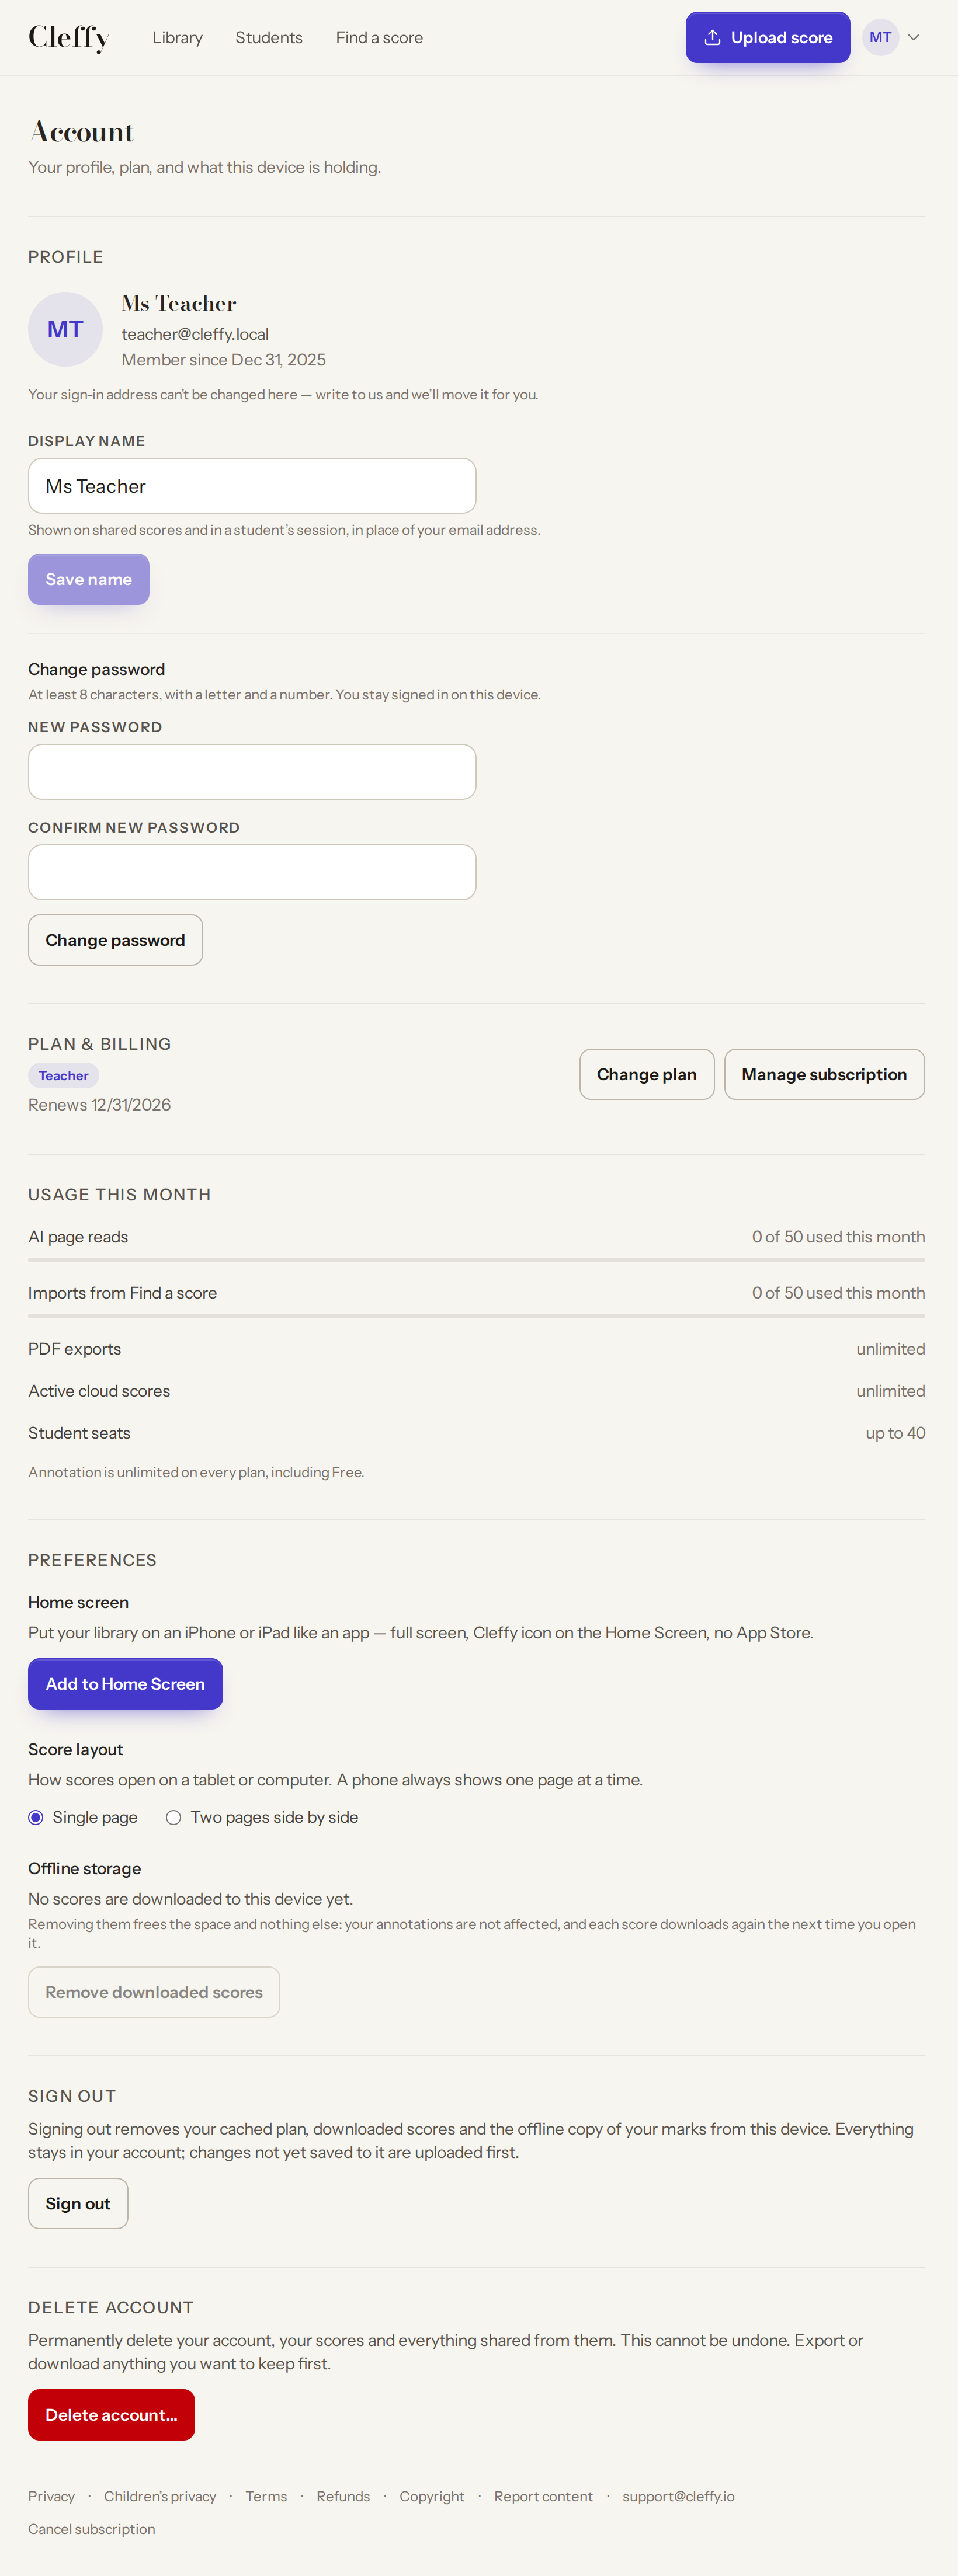 Cleffy
Library
Students
Find a score
Upload score
MT
Account
Your profile, plan, and what this device is holding.
PROFILE
MT
Ms Teacher
teacher@cleffy.local
Member since Dec 31, 2025
Your sign-in address can’t be changed here — write to us and we’ll move it for you.
DISPLAY NAME
Ms Teacher
Shown on shared scores and in a student’s session, in place of your email address.
Save name
Change password
At least 8 characters, with a letter and a number. You stay signed in on this device.
NEW PASSWORD
CONFIRM NEW PASSWORD
Change password
PLAN & BILLING
Teacher
Renews 12/31/2026
Change plan
Manage subscription
USAGE THIS MONTH
AI page reads
0 of 50 used this month
Imports from Find a score
0 of 50 used this month
PDF exports
unlimited
Active cloud scores
unlimited
Student seats
up to 40
Annotation is unlimited on every plan, including Free.
PREFERENCES
Home screen
Put your library on an iPhone or iPad like an app — full screen, Cleffy icon on the Home Screen, no App Store.
Add to Home Screen
Score layout
How scores open on a tablet or computer. A phone always shows one page at a time.
Single page
Two pages side by side
Offline storage
No scores are downloaded to this device yet.
Removing them frees the space and nothing else: your annotations are not affected, and each score downloads again the next time you open
it.
Remove downloaded scores
SIGN OUT
Signing out removes your cached plan, downloaded scores and the offline copy of your marks from this device. Everything
stays in your account; changes not yet saved to it are uploaded first.
Sign out
DELETE ACCOUNT
Permanently delete your account, your scores and everything shared from them. This cannot be undone. Export or
download anything you want to keep first.
Delete account…
Privacy · Children’s privacy · Terms · Refunds · Copyright · Report content · support@cleffy.io
Cancel subscription